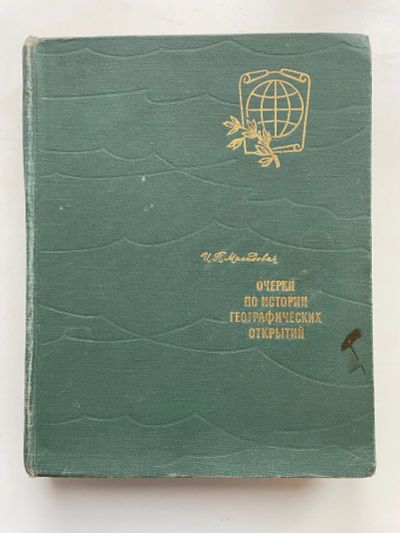 И. П. Магидович
ОЧЕРКИ
ПО ИСТОРИИ
ГЕОГРАФИЧЕСКИХ
ОТКРЫТИЙ